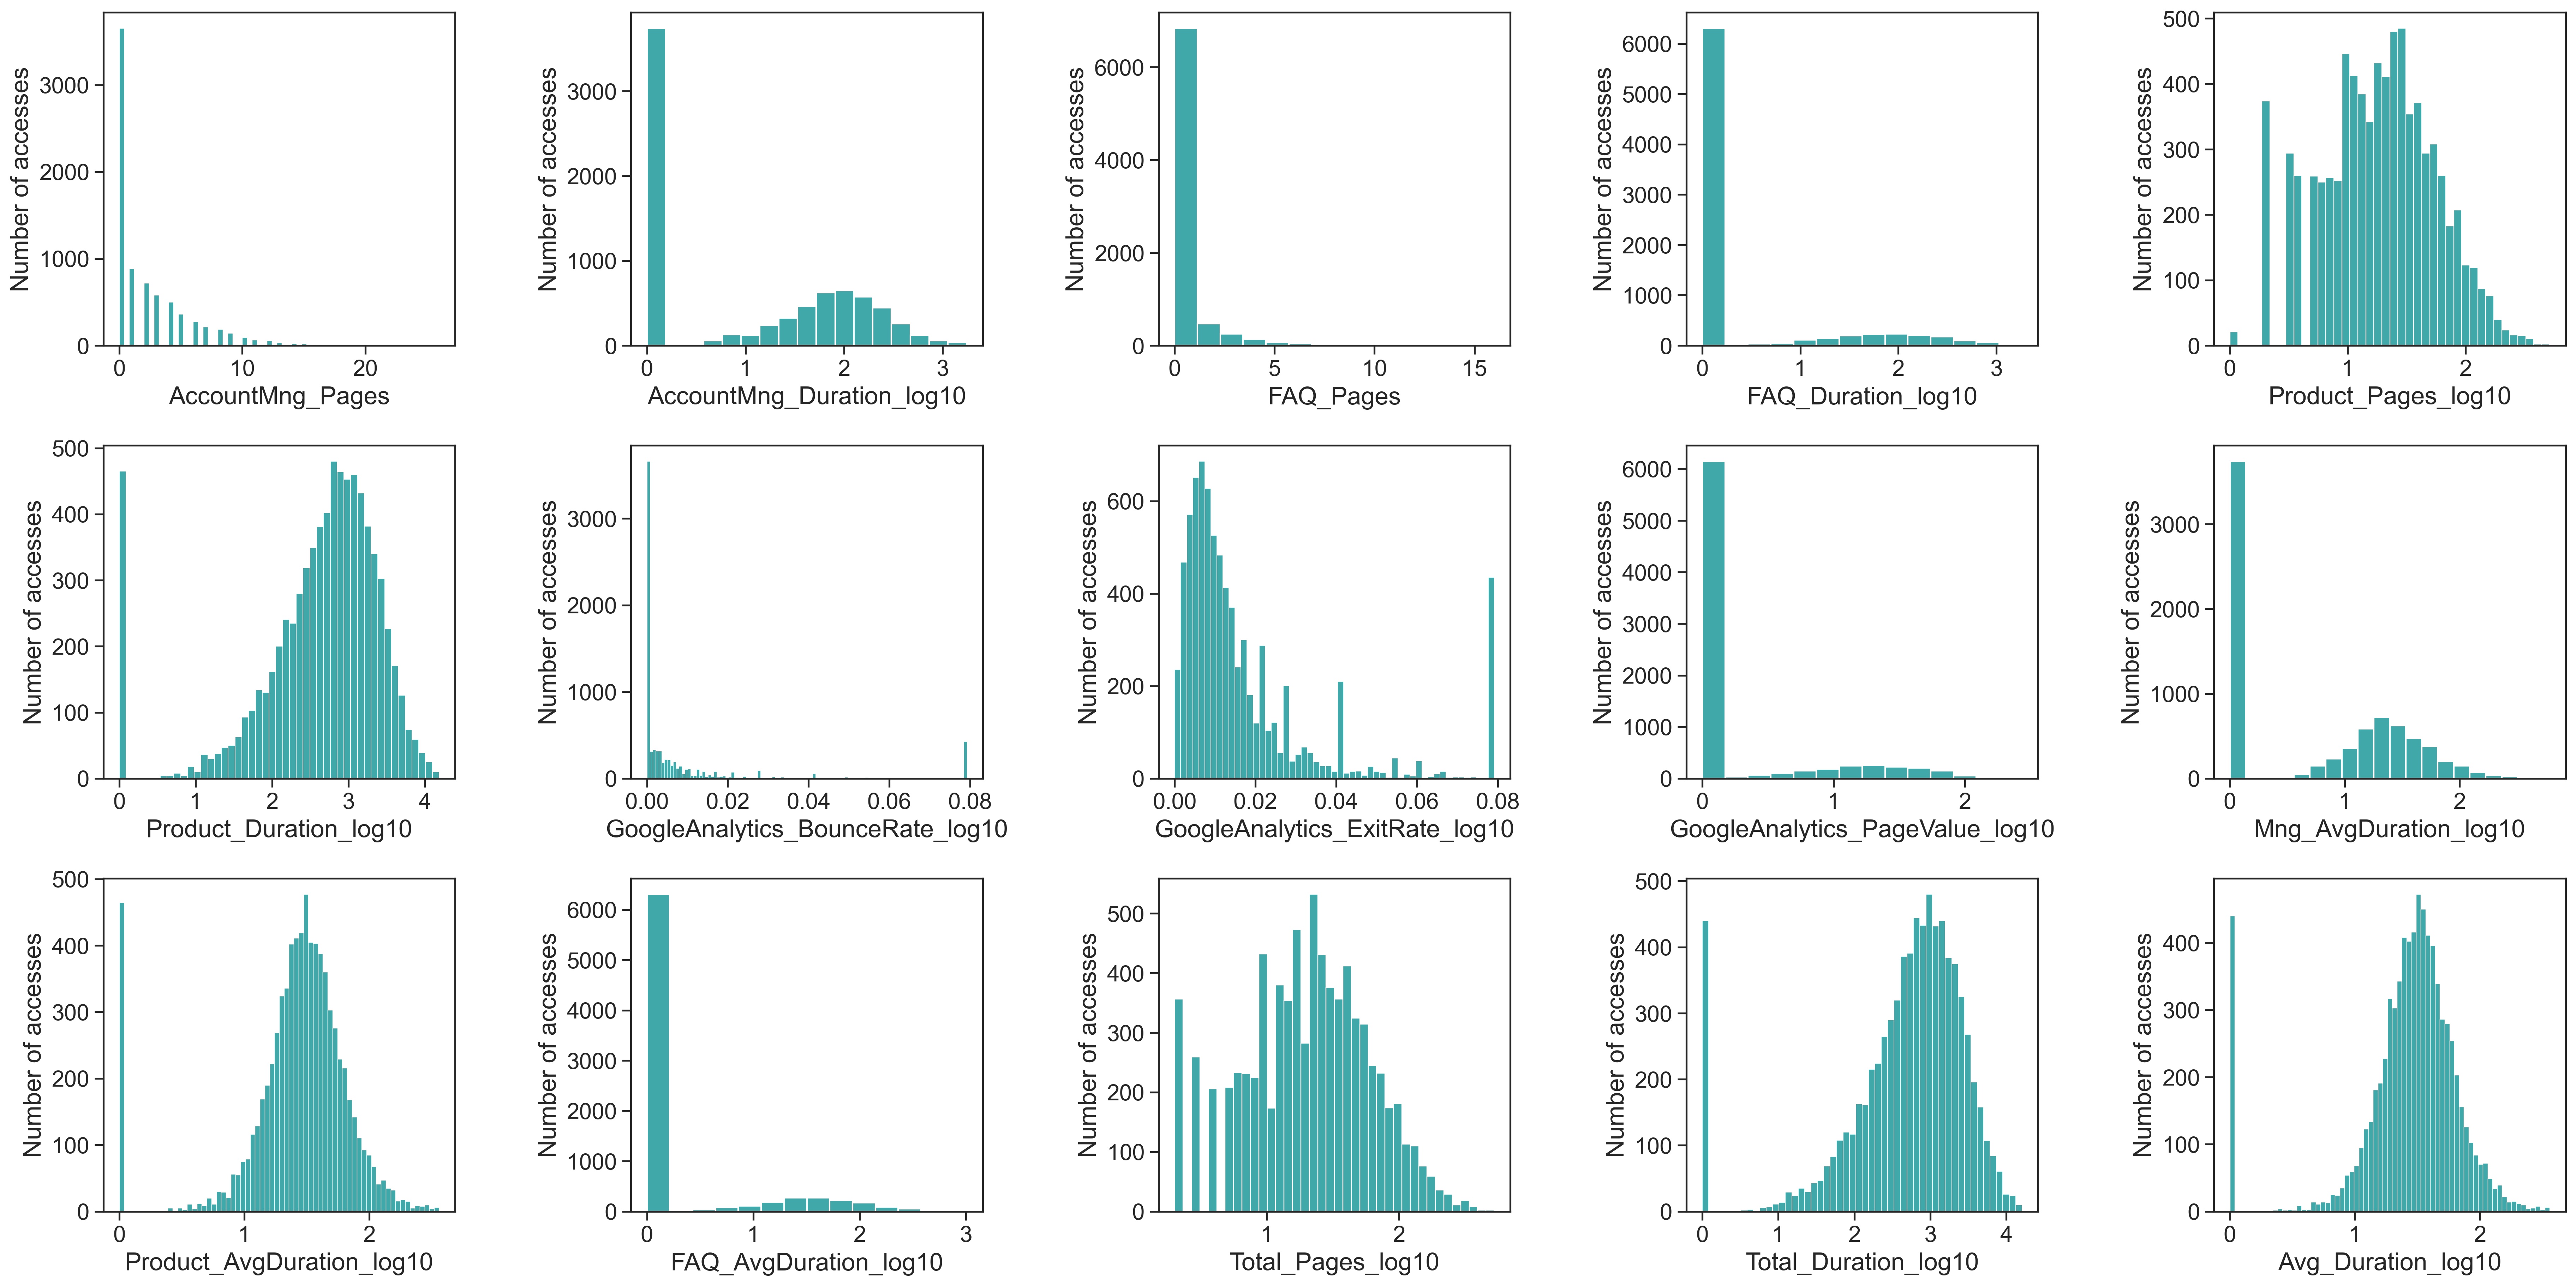 Number of accesses
3000
2000
1000
0
0 10 20
AccountMng_Pages
Number of accesses
3000
2000
1000
0
0 1 2 3
AccountMng_Duration_log10
Number of accesses
6000
4000
2000
0
0 5 10 15
FAQ_Pages
Number of accesses
6000
5000
4000
3000
2000
1000
0
0 1 2 3
FAQ_Duration_log10
Number of accesses
500
400
300
200
100
0
0 1 2
Product_Pages_log10
Number of accesses
500
400
300
200
100
0
0 1 2 3 4
Product_Duration_log10
Number of accesses
3000
2000
1000
0
0.00 0.02 0.04 0.06 0.08
GoogleAnalytics_BounceRate_log10
Number of accesses
600
400
200
0
0.00 0.02 0.04 0.06 0.08
GoogleAnalytics_ExitRate_log10
Number of accesses
6000
5000
4000
3000
2000
1000
0
0 1 2
GoogleAnalytics_PageValue_log10
Number of accesses
3000
2000
1000
0
0 1 2
Mng_AvgDuration_log10
Number of accesses
500
400
300
200
100
0
0 1 2
Product_AvgDuration_log10
Number of accesses
6000
5000
4000
3000
2000
1000
0
0 1 2 3
FAQ_AvgDuration_log10
Number of accesses
500
400
300
200
100
0
1 2
Total_Pages_log10
Number of accesses
500
400
300
200
100
0
0 1 2 3 4
Total_Duration_log10
Number of accesses
400
300
200
100
0
0 1 2
Avg_Duration_log10